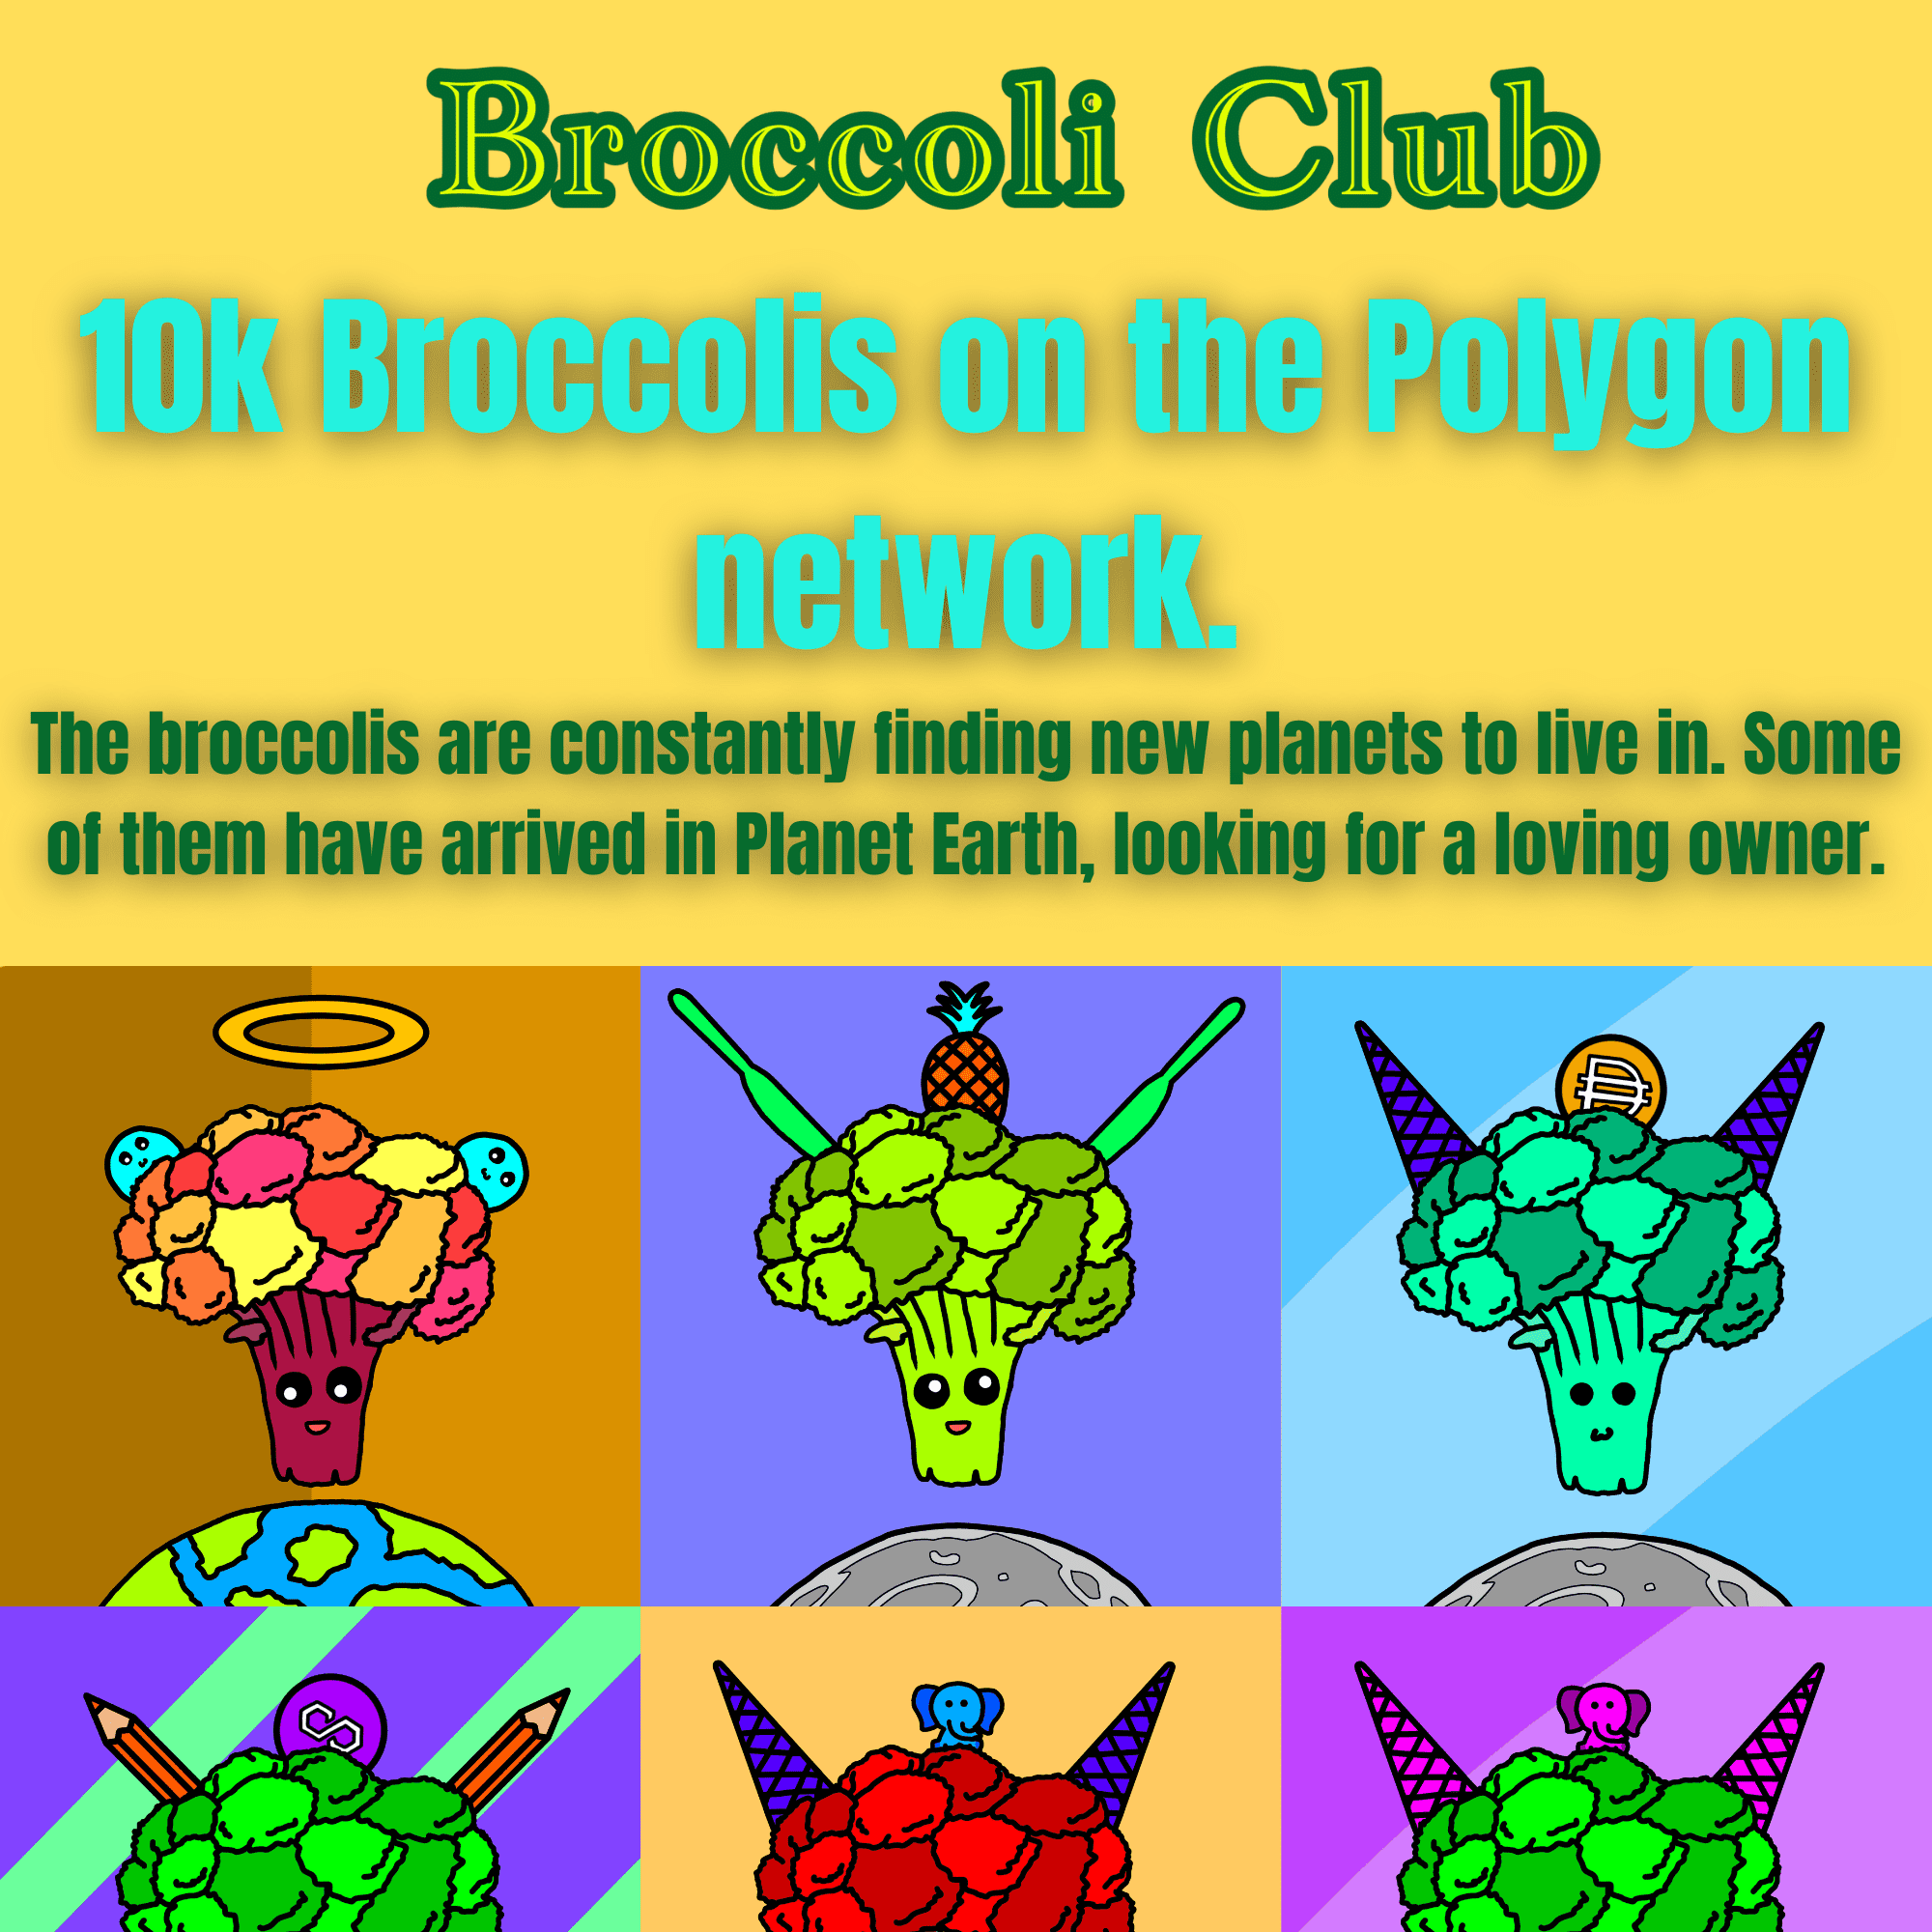 Broccoli Club
10k Broccolis on the Polygon
network.
The broccolis are constantly finding new planets to live in. Some
of them have arrived in Planet Earth, looking for a loving owner.